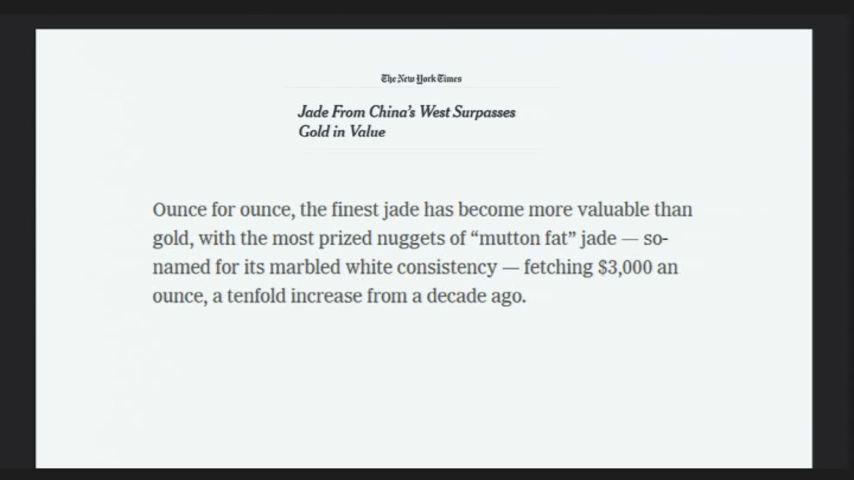 The New York Times
Jade From China's West Surpasses
Gold in Value
Ounce for ounce, the finest jade has become more valuable than
gold, with the most prized nuggets of “mutton fat” jade — so-
named for its marbled white consistency — fetching $3,000 an
ounce, a tenfold increase from a decade ago.